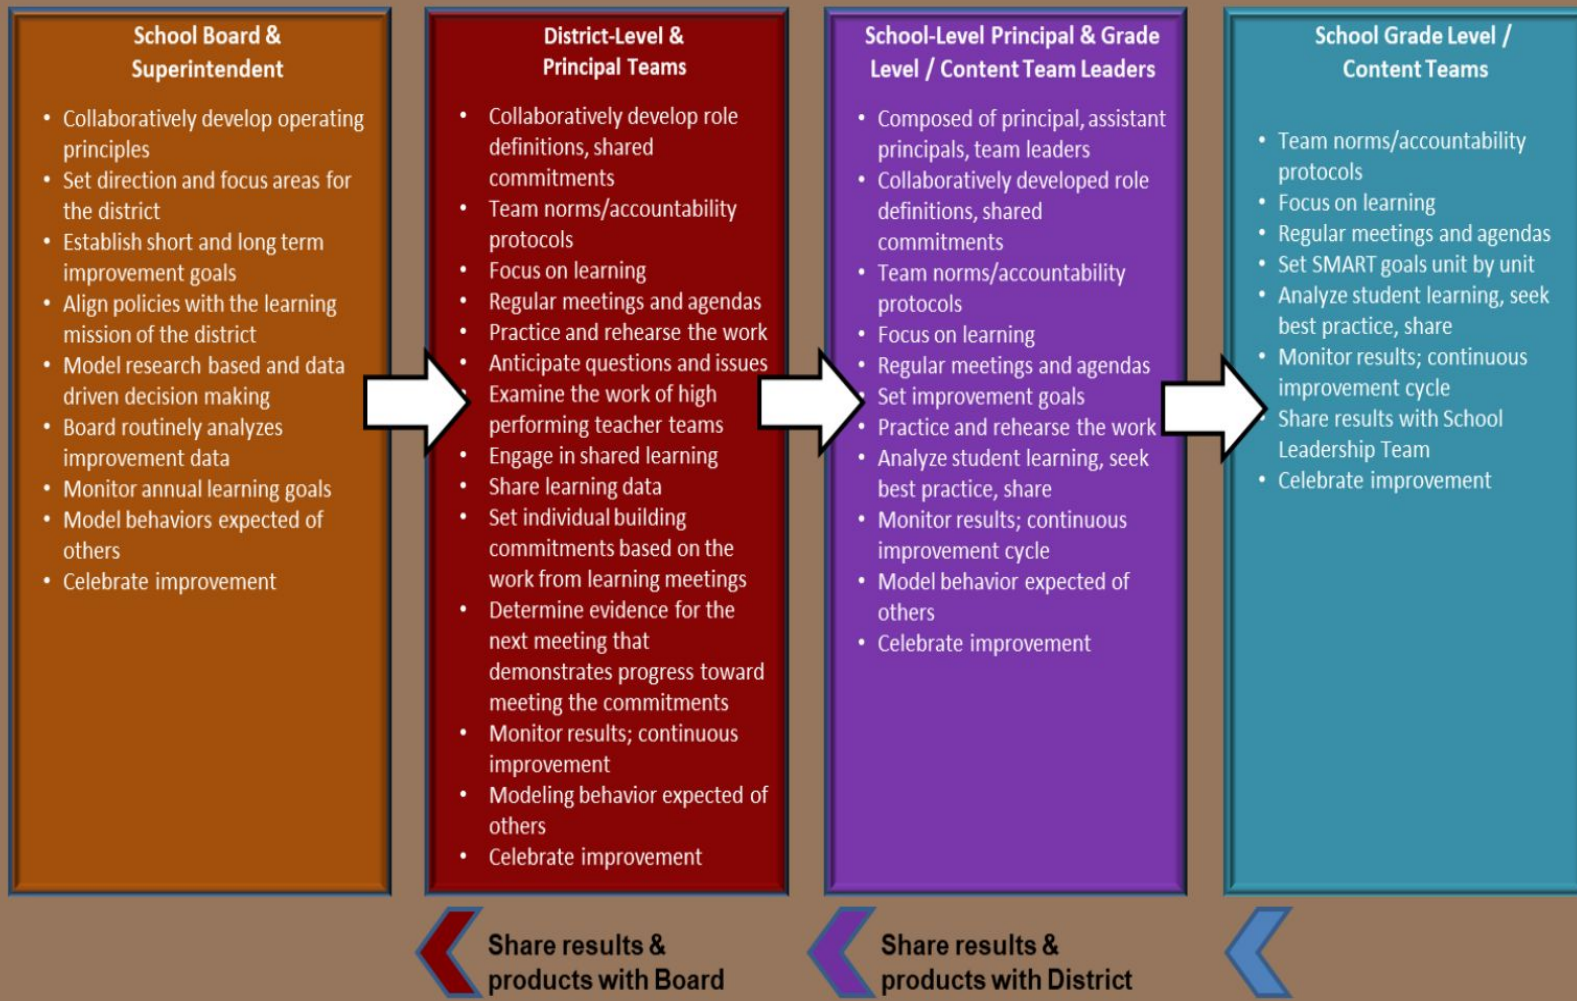 School Board &
Superintendent
• Collaboratively develop operating
principles
• Set direction and focus areas for
the district
• Establish short and long term
improvement goals
• Align policies with the learning
mission of the district
• Model research based and data
driven decision making
• Board routinely analyzes
improvement data
• Monitor annual learning goals
• Model behaviors expected of
others
• Celebrate improvement
District-Level &
Principal Teams
• Collaboratively develop role
definitions, shared
commitments
• Team norms/accountability
protocols
• Focus on learning
• Regular meetings and agendas
• Practice and rehearse the work
• Anticipate questions and issues
• Examine the work of high
performing teacher teams
• Engage in shared learning
• Share learning data
• Set individual building
commitments based on the
work from learning meetings
• Determine evidence for the
next meeting that
demonstrates progress toward
meeting the commitments
• Monitor results; continuous
improvement
• Modeling behavior expected of
others
• Celebrate improvement
School-Level Principal & Grade
Level / Content Team Leaders
• Composed of principal, assistant
principals, team leaders
• Collaboratively developed role
definitions, shared
commitments
• Team norms/accountability
protocols
• Focus on learning
• Regular meetings and agendas
• Set improvement goals
• Practice and rehearse the work
• Analyze student learning, seek
best practice, share
• Monitor results; continuous
improvement cycle
• Model behavior expected of
others
• Celebrate improvement
School Grade Level /
Content Teams
• Team norms/accountability
protocols
• Focus on learning
• Regular meetings and agendas
• Set SMART goals unit by unit
• Analyze student learning, seek
best practice, share
• Monitor results; continuous
improvement cycle
• Share results with School
Leadership Team
• Celebrate improvement
Share results &
products with Board
Share results &
products with District